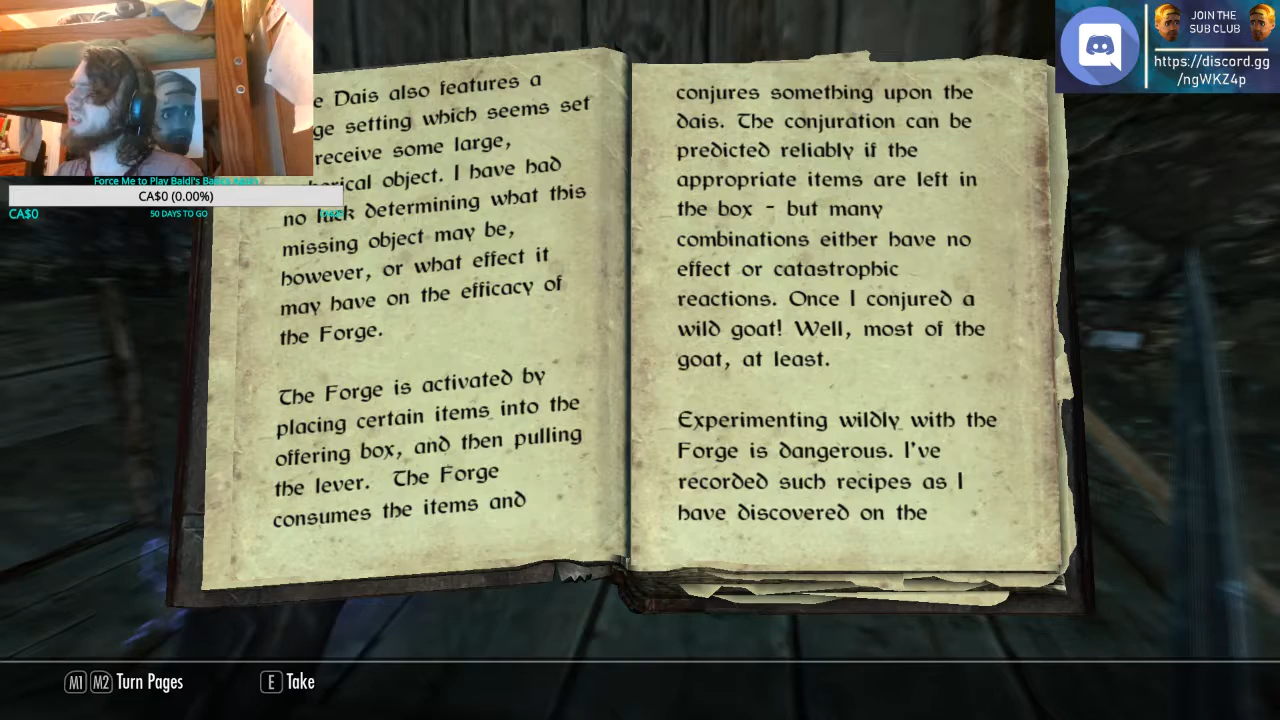 e Dais also features a
ge setting which seems set
receive some large,
erical object. I have had
no luck determining what this
missing object may be,
however, or what effect it
may have on the efficacy of
the Forge.
The Forge is activated by
placing certain items into the
offering box, and then pulling
the lever. The Forge
consumes the items and
conjures something upon the
dais. The conjuration can be
predicted reliably if the
appropriate items are left in
the box - but many
combinations either have no
effect or catastrophic
reactions. Once I conjured a
wild goat! Well, most of the
goat, at least.
Experimenting wildly with the
Forge is dangerous. I've
recorded such recipes as I
have discovered on the
Force Me to Play Baldi's Basics
CA$0 (0.00%)
CA$0
50 DAYS TO GO
JOIN THE
SUB CLUB
https://discord.gg
/ngWKZ4p
M1 M2 Turn Pages
E Take